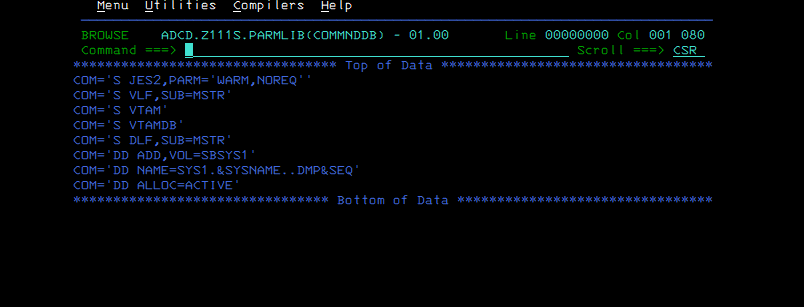 Menu Utilities Compilers Help
BROWSE ADCD.Z111S.PARMLIB(COMMNDDB) - 01.00 Line 00000000 Col 001 080
Command ===> Scroll ===> CSR
********************************* Top of Data **********************************
COM='S JES2,PARM='WARM,NOREQ''
COM='S VLF,SUB=MSTR'
COM='S VTAM'
COM='S VTAMDB'
COM='S DLF,SUB=MSTR'
COM='DD ADD,VOL=SBSYS1'
COM='DD NAME=SYS1.&SYSNAME..DMP&SEQ'
COM='DD ALLOC=ACTIVE'
******************************** Bottom of Data ********************************